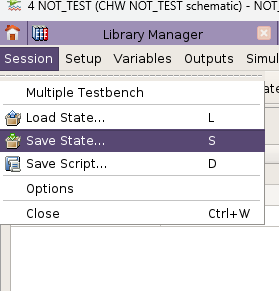 4 NOT_TEST (CHW NOT_TEST schematic) - NOT_
Library Manager
Session Setup Variables Outputs Simul
Multiple Testbench
Load State... L
Save State... S
Save Script... D
Options
Close Ctrl+W